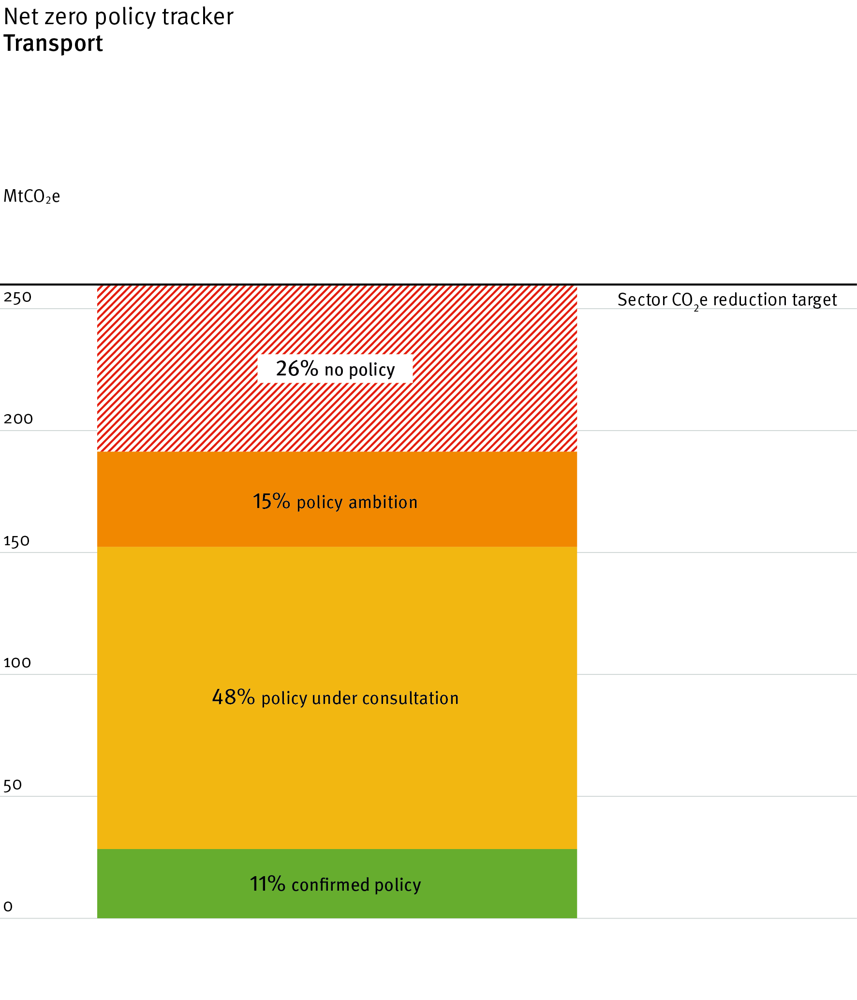 Net zero policy tracker
Transport
MtCO₂e
250
Sector CO₂e reduction target
26% no policy
200
15% policy ambition
150
100
48% policy under consultation
50
11% confirmed policy
0